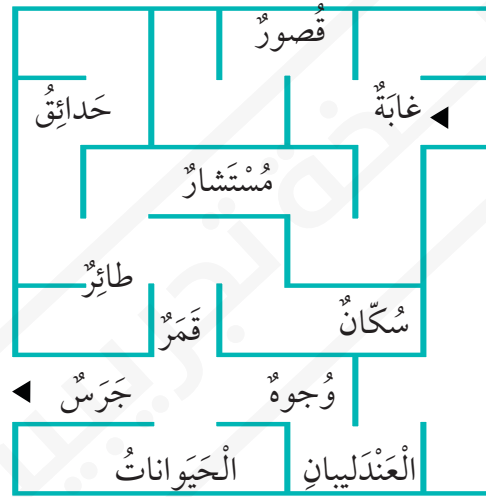 قُصورٌ
غابَةٌ حَدائِقُ
مُسْتَشارٌ
طائِرٌ
سُكّانٌ قَمَرٌ
وُجوهٌ جَرَسٌ
الْعَنْدَليبانِ الْحَيَواناتُ